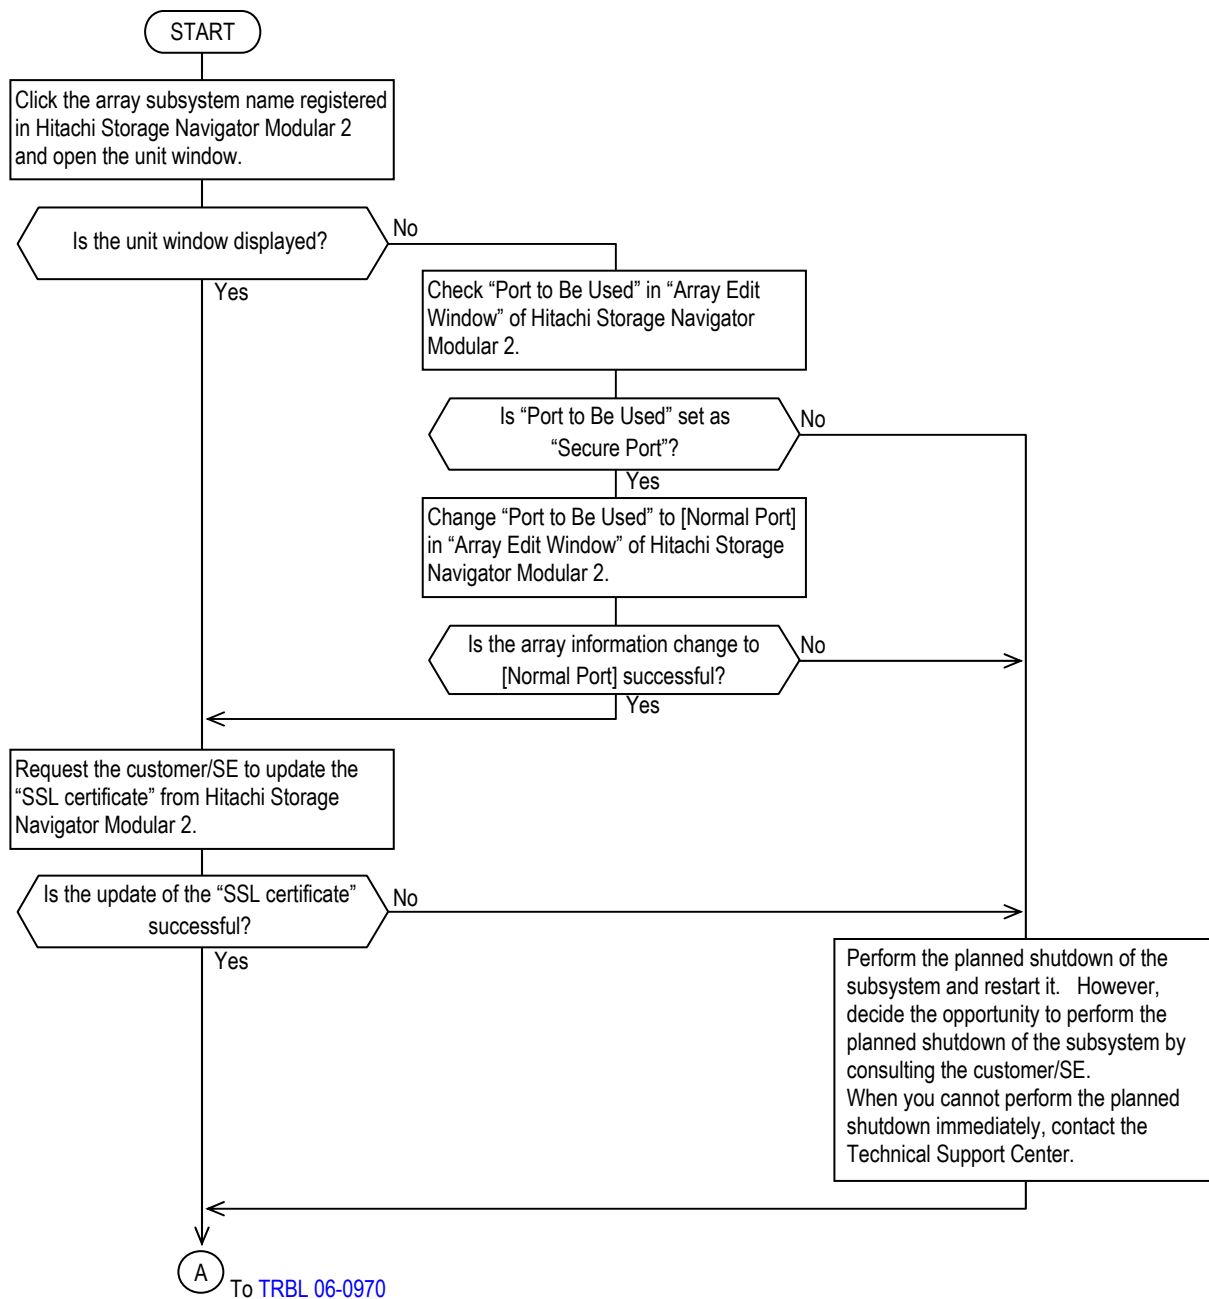 START
Click the array subsystem name registered
in Hitachi Storage Navigator Modular 2
and open the unit window.
Is the unit window displayed?
No
Yes
Check “Port to Be Used” in “Array Edit
Window” of Hitachi Storage Navigator
Modular 2.
Is “Port to Be Used” set as
“Secure Port”?
No
Yes
Change “Port to Be Used” to [Normal Port]
in “Array Edit Window” of Hitachi Storage
Navigator Modular 2.
Is the array information change to
[Normal Port] successful?
No
Yes
Request the customer/SE to update the
“SSL certificate” from Hitachi Storage
Navigator Modular 2.
Is the update of the “SSL certificate”
successful?
No
Yes
Perform the planned shutdown of the
subsystem and restart it.   However,
decide the opportunity to perform the
planned shutdown of the subsystem by
consulting the customer/SE.
When you cannot perform the planned
shutdown immediately, contact the
Technical Support Center.
A
To TRBL 06-0970